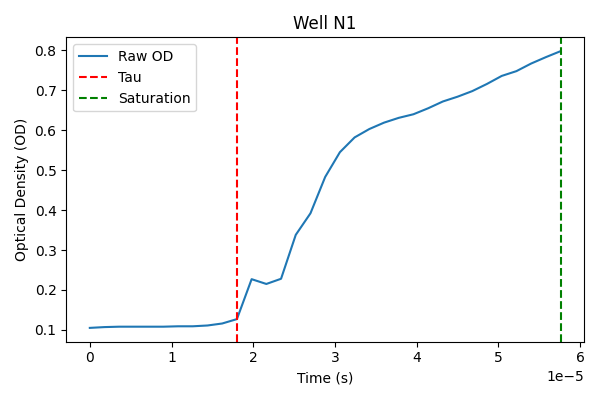 Well N1
Raw OD
Tau
Saturation
Optical Density (OD)
0.8
0.7
0.6
0.5
0.4
0.3
0.2
0.1
0 1 2 3 4 5 6
1e−5
Time (s)